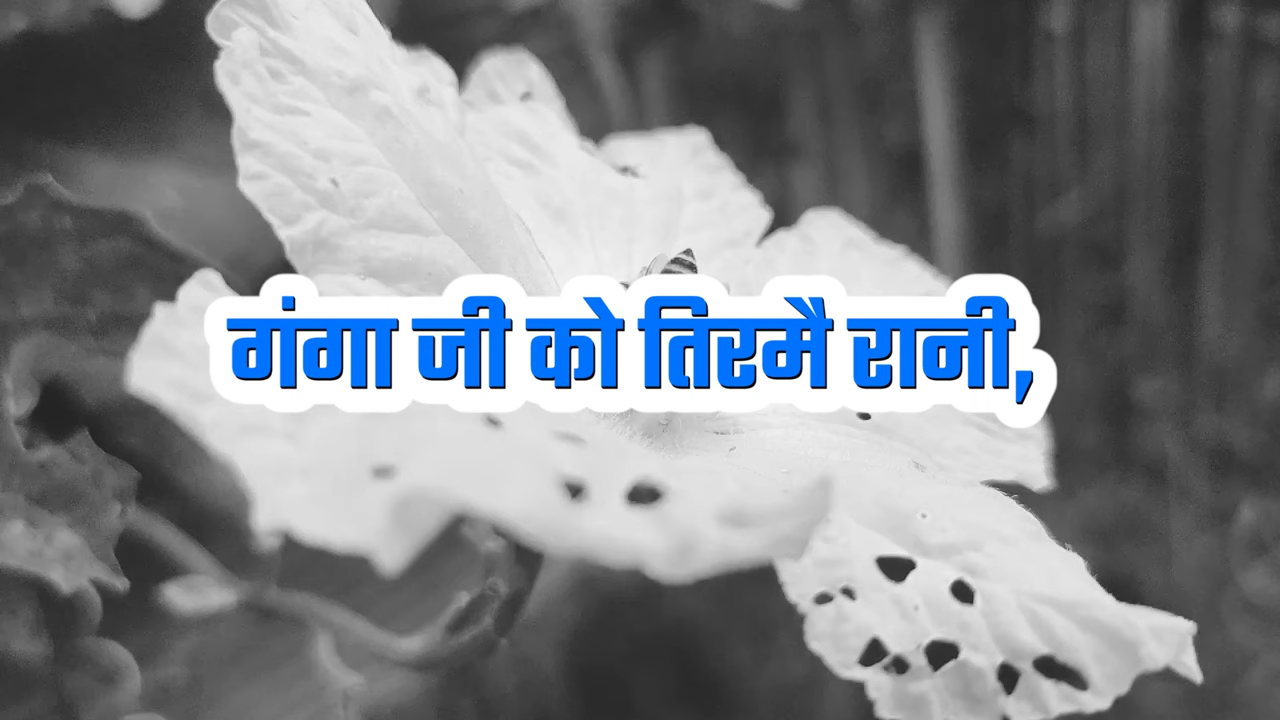 गंगा जी को तिरमै रानी,